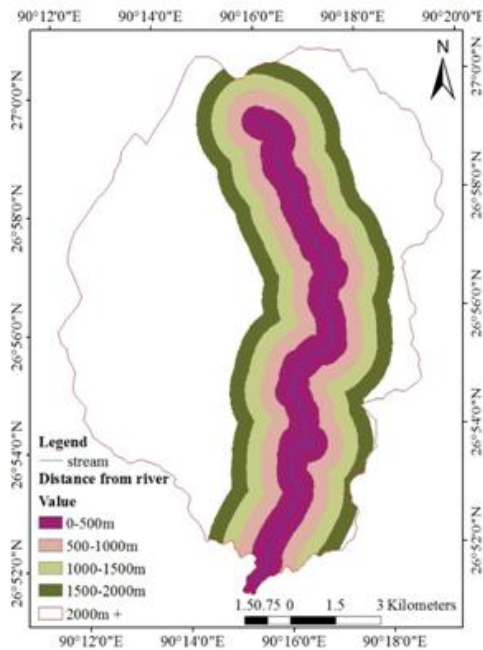 90°12'0"E 90°14'0"E 90°16'0"E 90°18'0"E 90°20'0"E
N
27°0'0"N
27°0'0"N
26°58'0"N
26°58'0"N
26°56'0"N
26°56'0"N
26°54'0"N
26°54'0"N
26°52'0"N
26°52'0"N
Legend
stream
Distance from river
Value
0-500m
500-1000m
1000-1500m
1500-2000m
2000m +
1.50.75 0 1.5 3 Kilometers
90°12'0"E 90°14'0"E 90°16'0"E 90°18'0"E